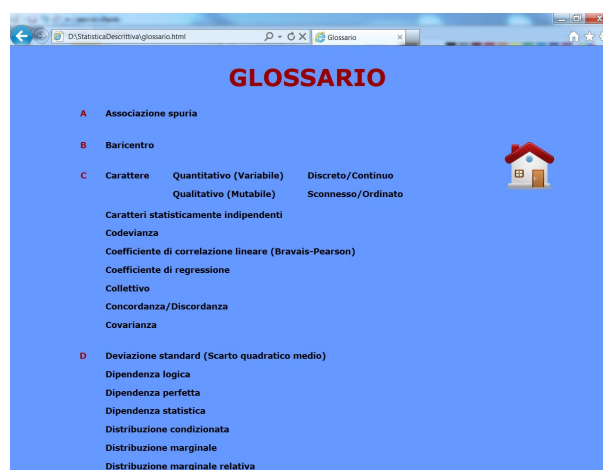 D:\StatisticaDescrittiva\glossario.html
Glossario
GLOSSARIO
A Associazione spuria
B Baricentro
C Carattere Quantitativo (Variabile) Discreto/Continuo
Qualitativo (Mutabile) Sconnesso/Ordinato
Caratteri statisticamente indipendenti
Codevianza
Coefficiente di correlazione lineare (Bravais-Pearson)
Coefficiente di regressione
Collettivo
Concordanza/Discordanza
Covarianza
D Deviazione standard (Scarto quadratico medio)
Dipendenza logica
Dipendenza perfetta
Dipendenza statistica
Distribuzione condizionata
Distribuzione marginale
Distribuzione marginale relativa